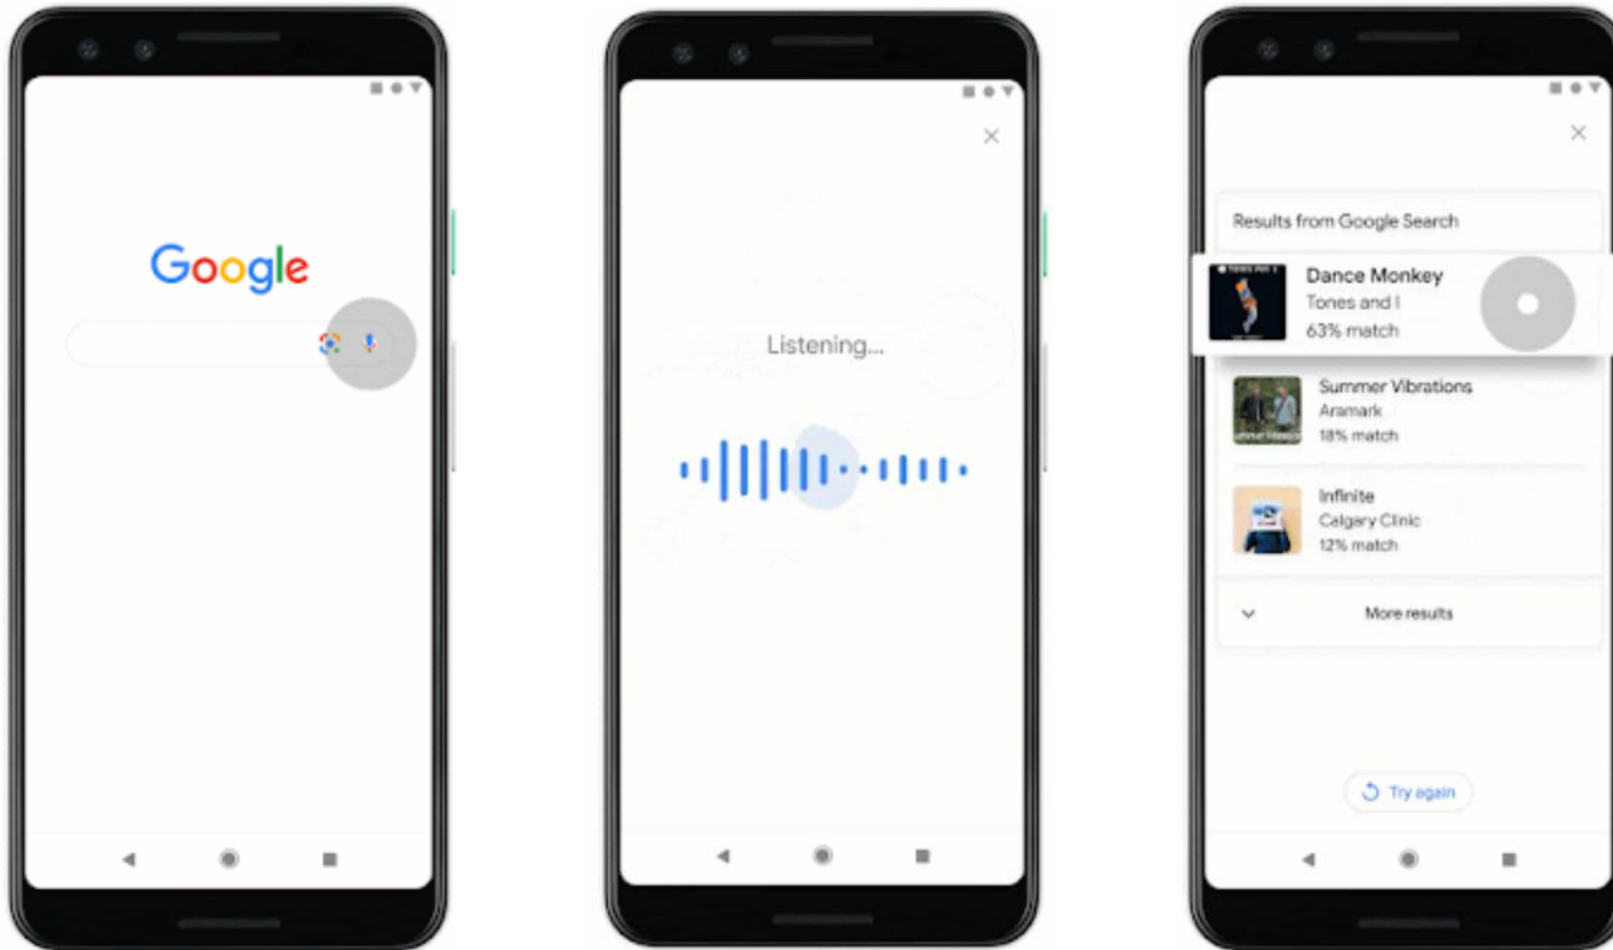 Google
Listening...
Results from Google Search
Dance Monkey
Tones and I
63% match
Summer Vibrations
Aramark
18% match
Infinite
Calgary Clinic
12% match
More results
Try again